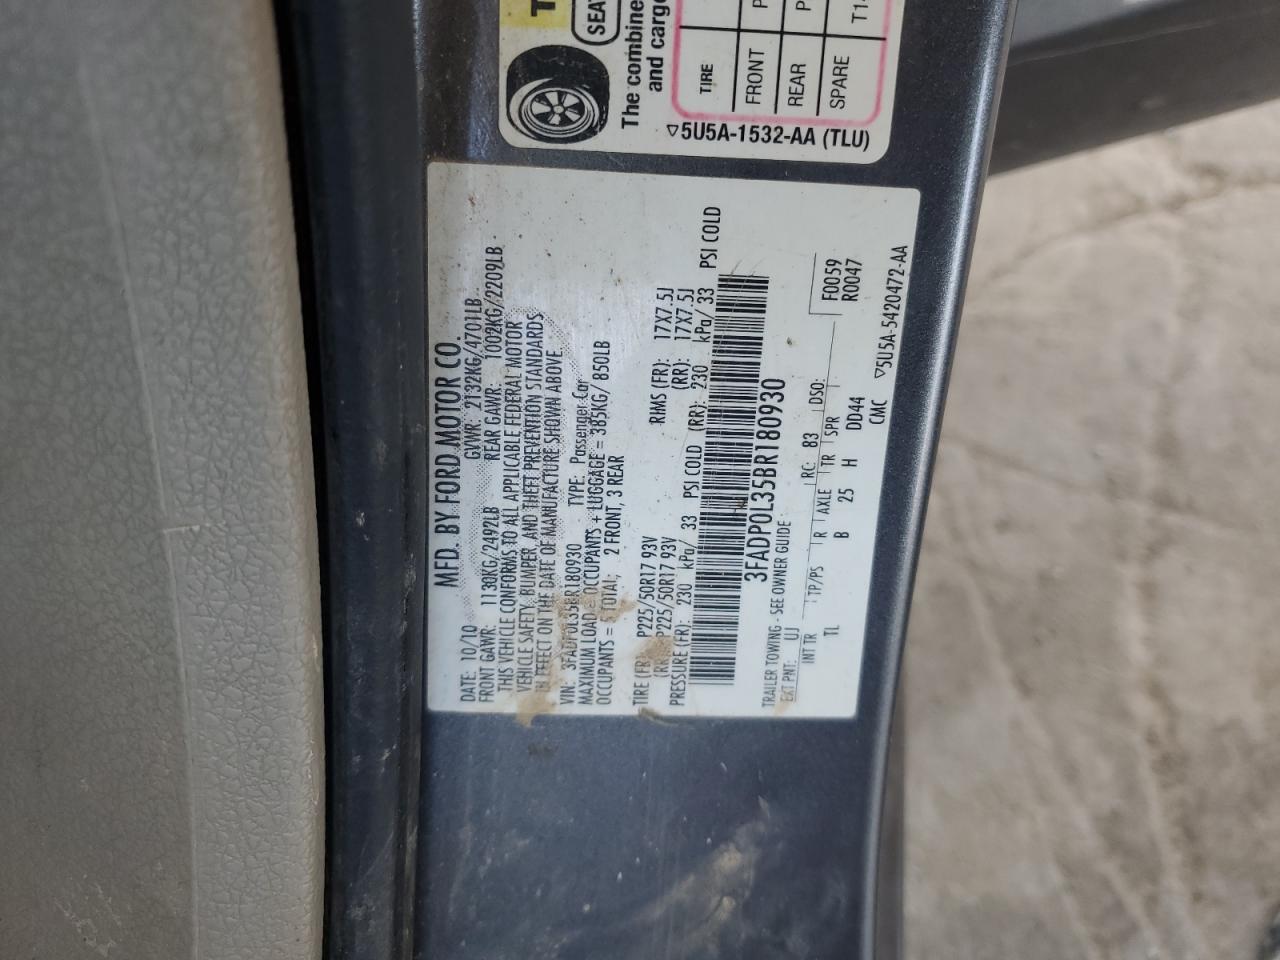 T
SEAT
The combined
and cargo
TIRE
FRONT P
REAR P
SPARE T1
▽5U5A-1532-AA (TLU)
MFD. BY FORD MOTOR CO.
DATE: 10/10 GVWR: 2132KG/4701LB
FRONT GAWR: 1130KG/2492LB REAR GAWR: 1002KG/2209LB
THIS VEHICLE CONFORMS TO ALL APPLICABLE FEDERAL MOTOR
VEHICLE SAFETY, BUMPER, AND THEFT PREVENTION STANDARDS
IN EFFECT ON THE DATE OF MANUFACTURE SHOWN ABOVE.
VIN: 3FADP0L35BR180930 TYPE: Passenger Car
MAXIMUM LOAD = OCCUPANTS + LUGGAGE = 385KG/ 850LB
OCCUPANTS = 5 TOTAL, 2 FRONT, 3 REAR
TIRE (FR): P225/50R17 93V RIMS (FR): 17X7.5J
(RR): P225/50R17 93V (RR): 17X7.5J
PRESSURE (FR): 230 kPa/ 33 PSI COLD (RR): 230 kPa/ 33 PSI COLD
3FADP0L35BR180930
TRAILER TOWING - SEE OWNER GUIDE
EXT PNT: UJ RC: 83 DSO:
INT TR TP/PS R AXLE TR SPR
TL B 25 H DD44
CMC
F0059
R0047
▽5U5A-5420472-AA